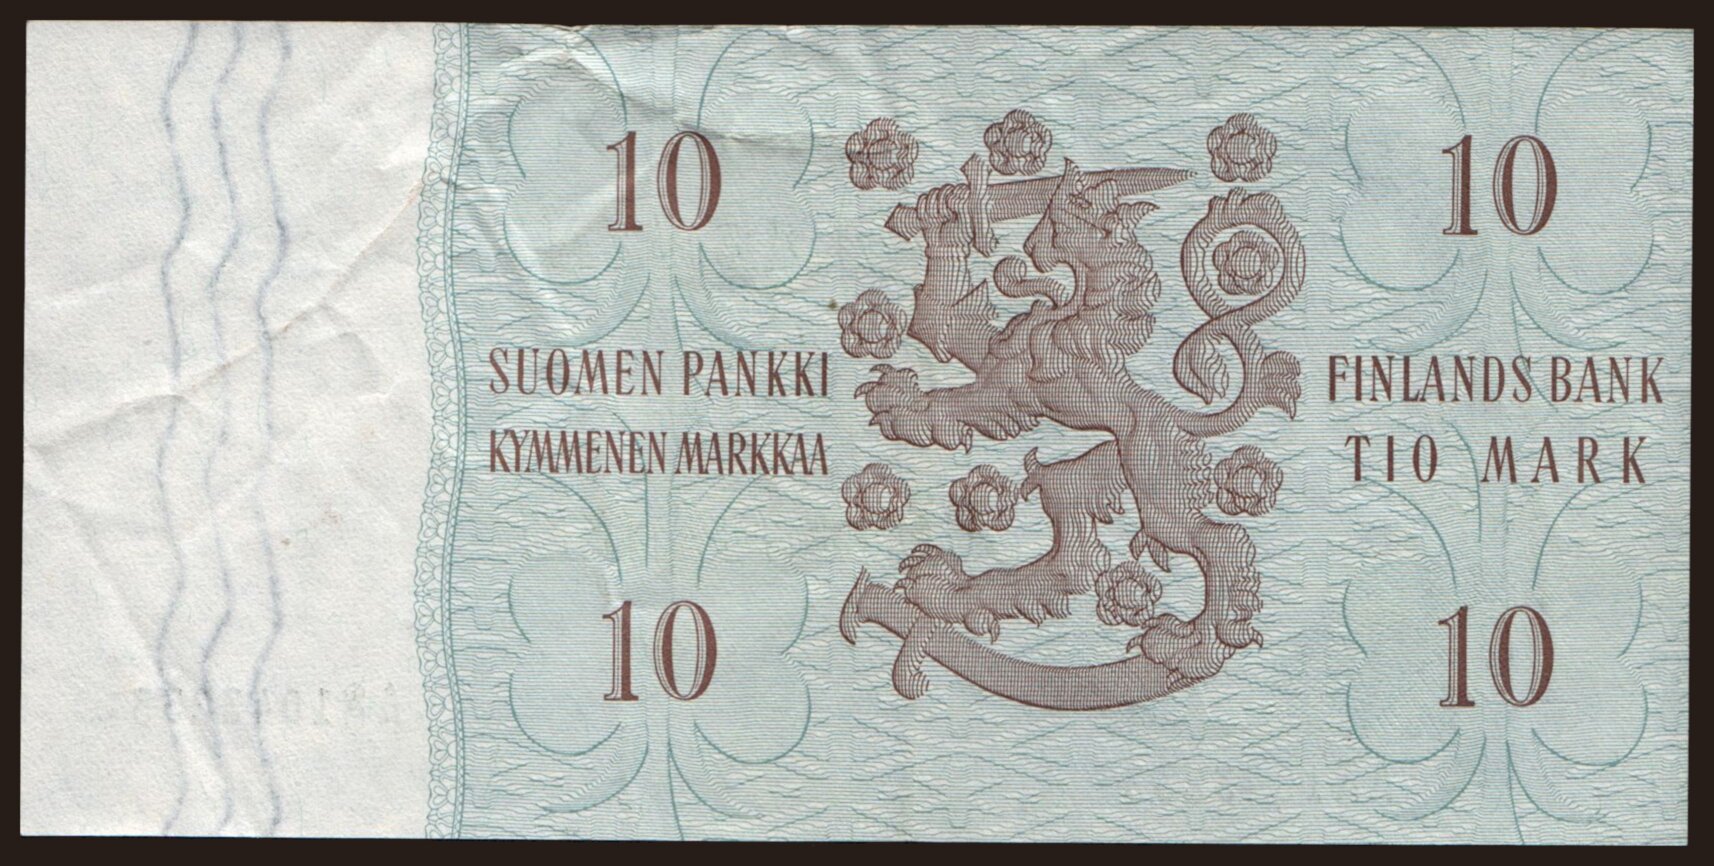 10 10
SUOMEN PANKKI FINLANDS BANK
KYMMENEN MARKKAA TIO MARK
10 10